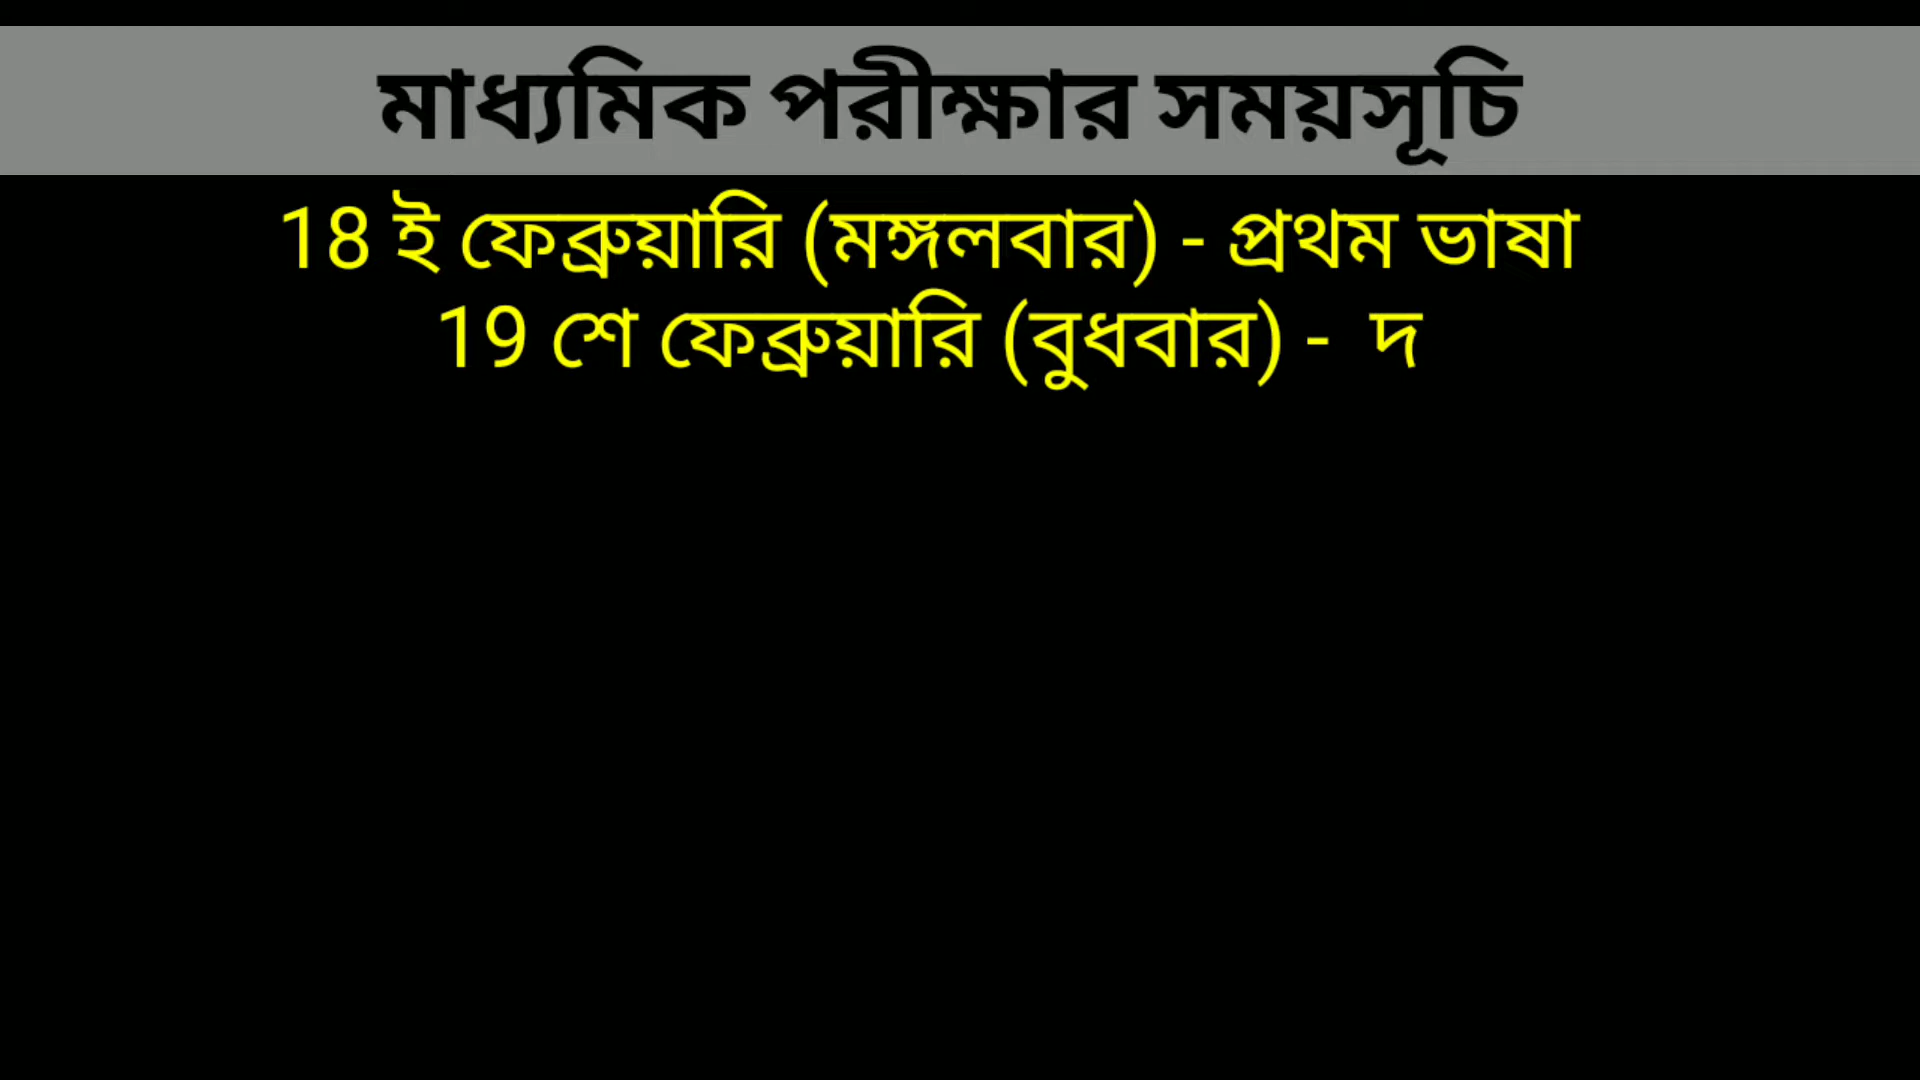 মাধ্যমিক পরীক্ষার সময়সূচি
18 ই ফেব্রুয়ারি (মঙ্গলবার) - প্রথম ভাষা
19 শে ফেব্রুয়ারি (বুধবার) - দ